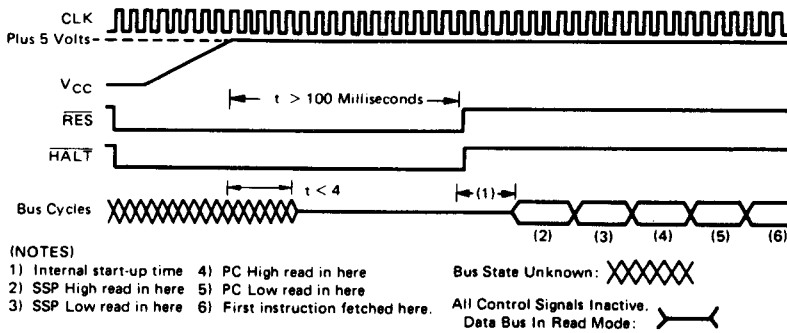 CLK
Plus 5 Volts
VCC
t > 100 Milliseconds
RES
HALT
t < 4
(1)
Bus Cycles
(2) (3) (4) (5) (6)
(NOTES)
1) Internal start-up time 4) PC High read in here
2) SSP High read in here 5) PC Low read in here
3) SSP Low read in here 6) First instruction fetched here.
Bus State Unknown:
All Control Signals Inactive.
Data Bus In Read Mode: